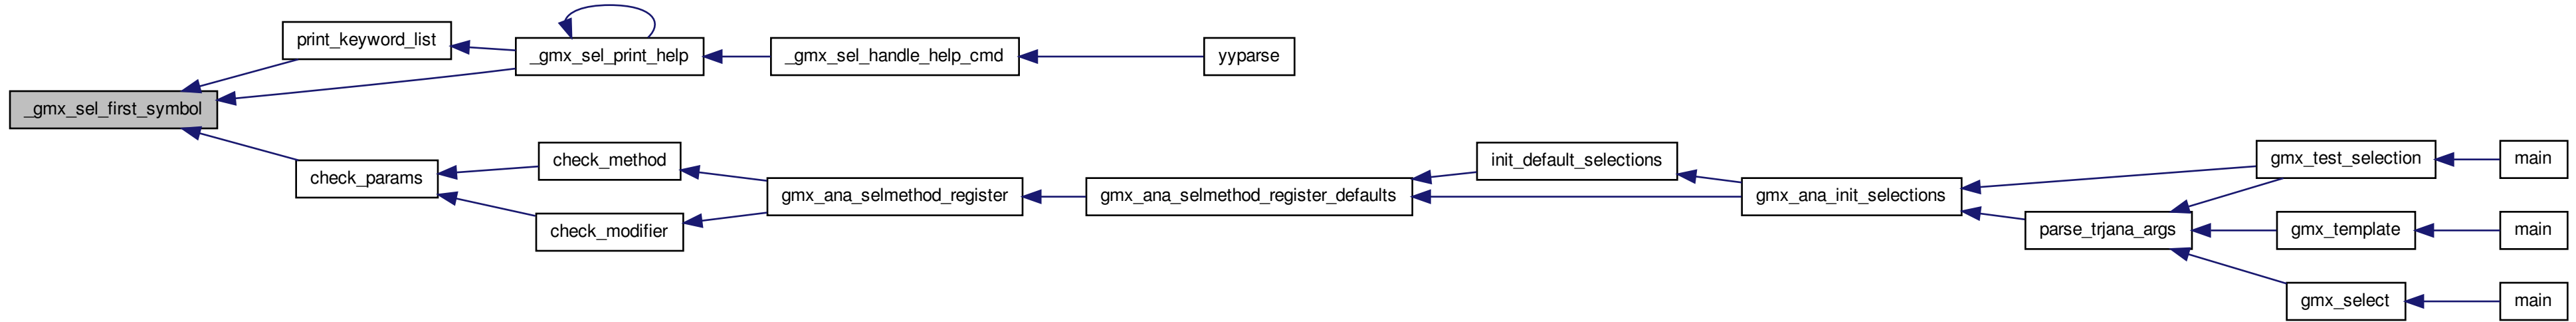 print_keyword_list
_gmx_sel_print_help
_gmx_sel_handle_help_cmd
yyparse
_gmx_sel_first_symbol
check_params
check_method
check_modifier
gmx_ana_selmethod_register
gmx_ana_selmethod_register_defaults
init_default_selections
gmx_ana_init_selections
gmx_test_selection
main
parse_trjana_args
gmx_template
main
gmx_select
main